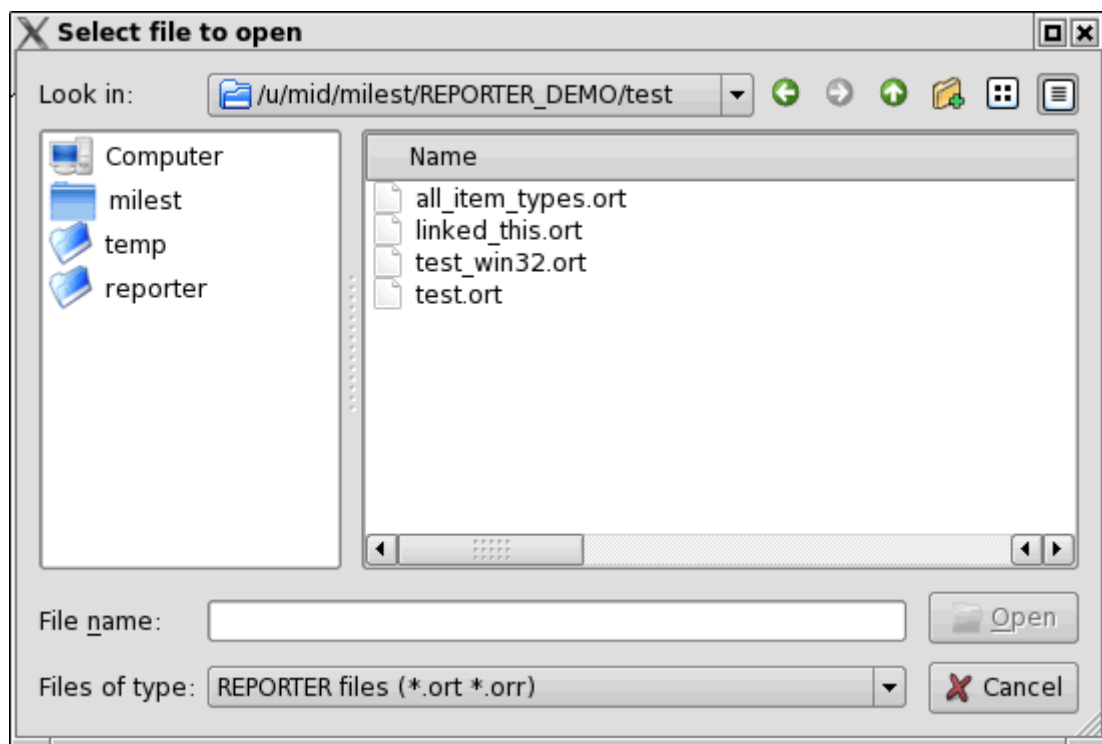 Select file to open
Look in: /u/mid/milest/REPORTER_DEMO/test
Computer
milest
temp
reporter
Name
all_item_types.ort
linked_this.ort
test_win32.ort
test.ort
File name:
Open
Files of type: REPORTER files (*.ort *.orr)
Cancel